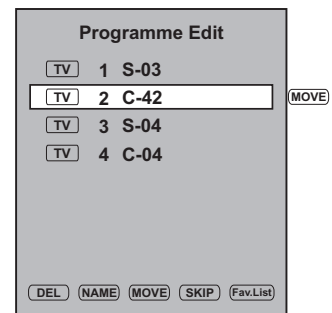 Programme Edit
TV 1 S-03
TV 2 C-42 MOVE
TV 3 S-04
TV 4 C-04
DEL NAME MOVE SKIP Fav.List